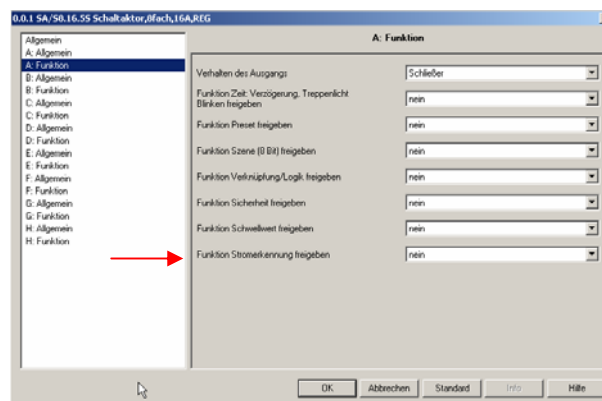 0.0.1 SA/S8.16.5S Schaltaktor,8fach,16A,REG
Allgemein
A: Allgemein
A: Funktion
B: Allgemein
B: Funktion
C: Allgemein
C: Funktion
D: Allgemein
D: Funktion
E: Allgemein
E: Funktion
F: Allgemein
F: Funktion
G: Allgemein
G: Funktion
H: Allgemein
H: Funktion
A: Funktion
Verhalten des Ausgangs
Schließer
Funktion Zeit: Verzögerung, Treppenlicht
Blinken freigeben
nein
Funktion Preset freigeben
nein
Funktion Szene (8 Bit) freigeben
nein
Funktion Verknüpfung/Logik freigeben
nein
Funktion Sicherheit freigeben
nein
Funktion Schwellwert freigeben
nein
Funktion Stromerkennung freigeben
nein
OK
Abbrechen
Standard
Info
Hilfe